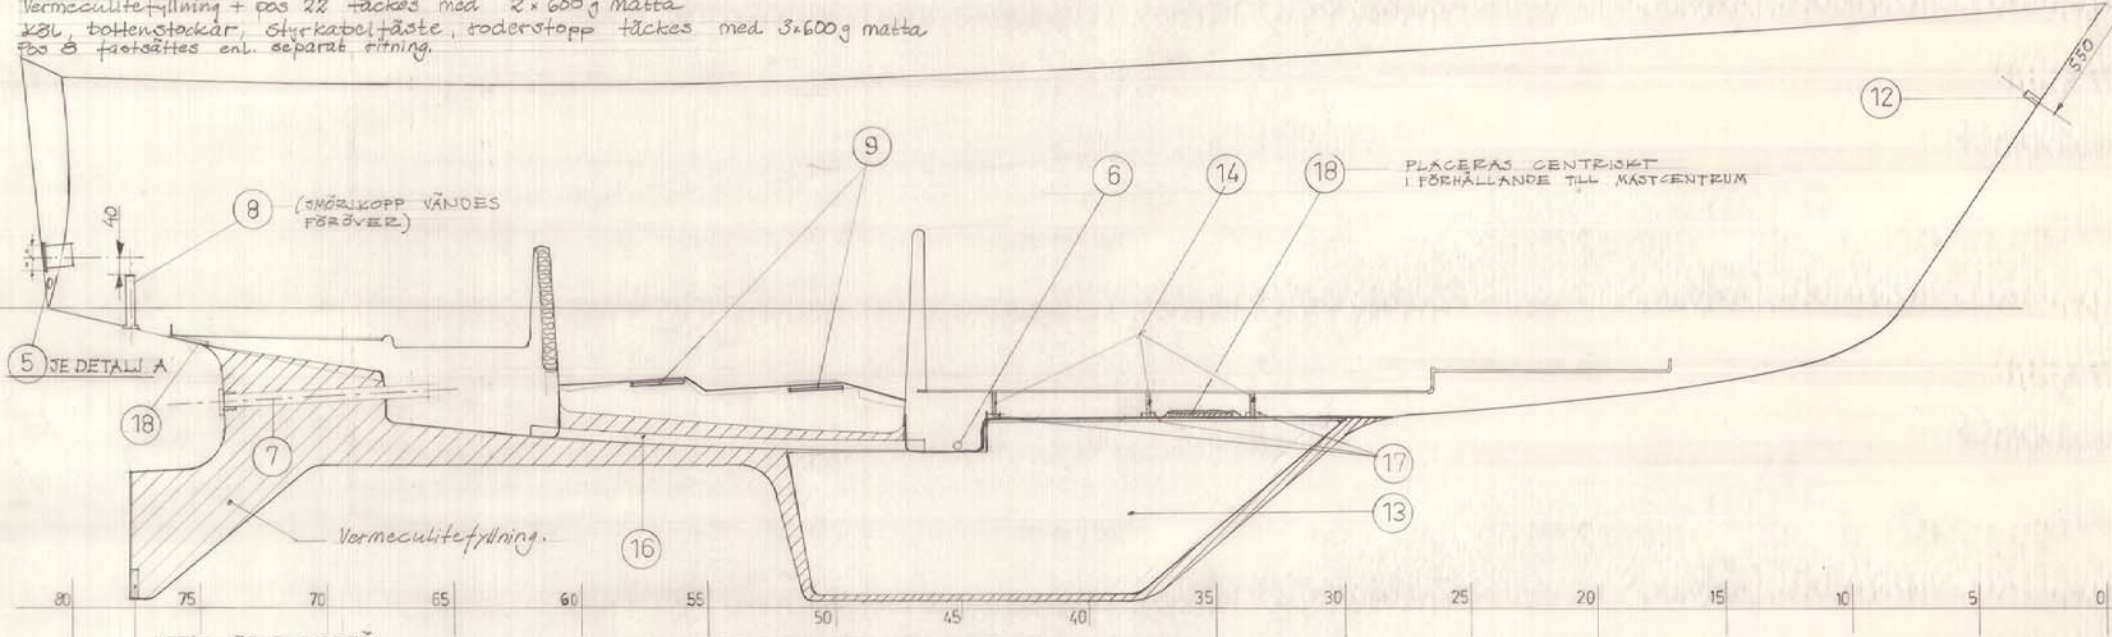 Vermeculitefyllning + pos 22 täckes med 2×600 g matta
Köl, bottenstockar, styrkabelfäste, roderstopp täckes med 3×600 g matta
Pos 8 fastsättes enl. separat ritning.
550
12
9
6
14
18
PLACERAS CENTRISKT
I FÖRHÅLLANDE TILL MASTCENTRUM
40
8
(SMÖRJKOPP VÄNDES
FÖRÖVER)
5
DETALJ A
18
7
17
13
16
Vermeculitefyllning.
80 75 70 65 60 55 50 45 40 35 30 25 20 15 10 5 0